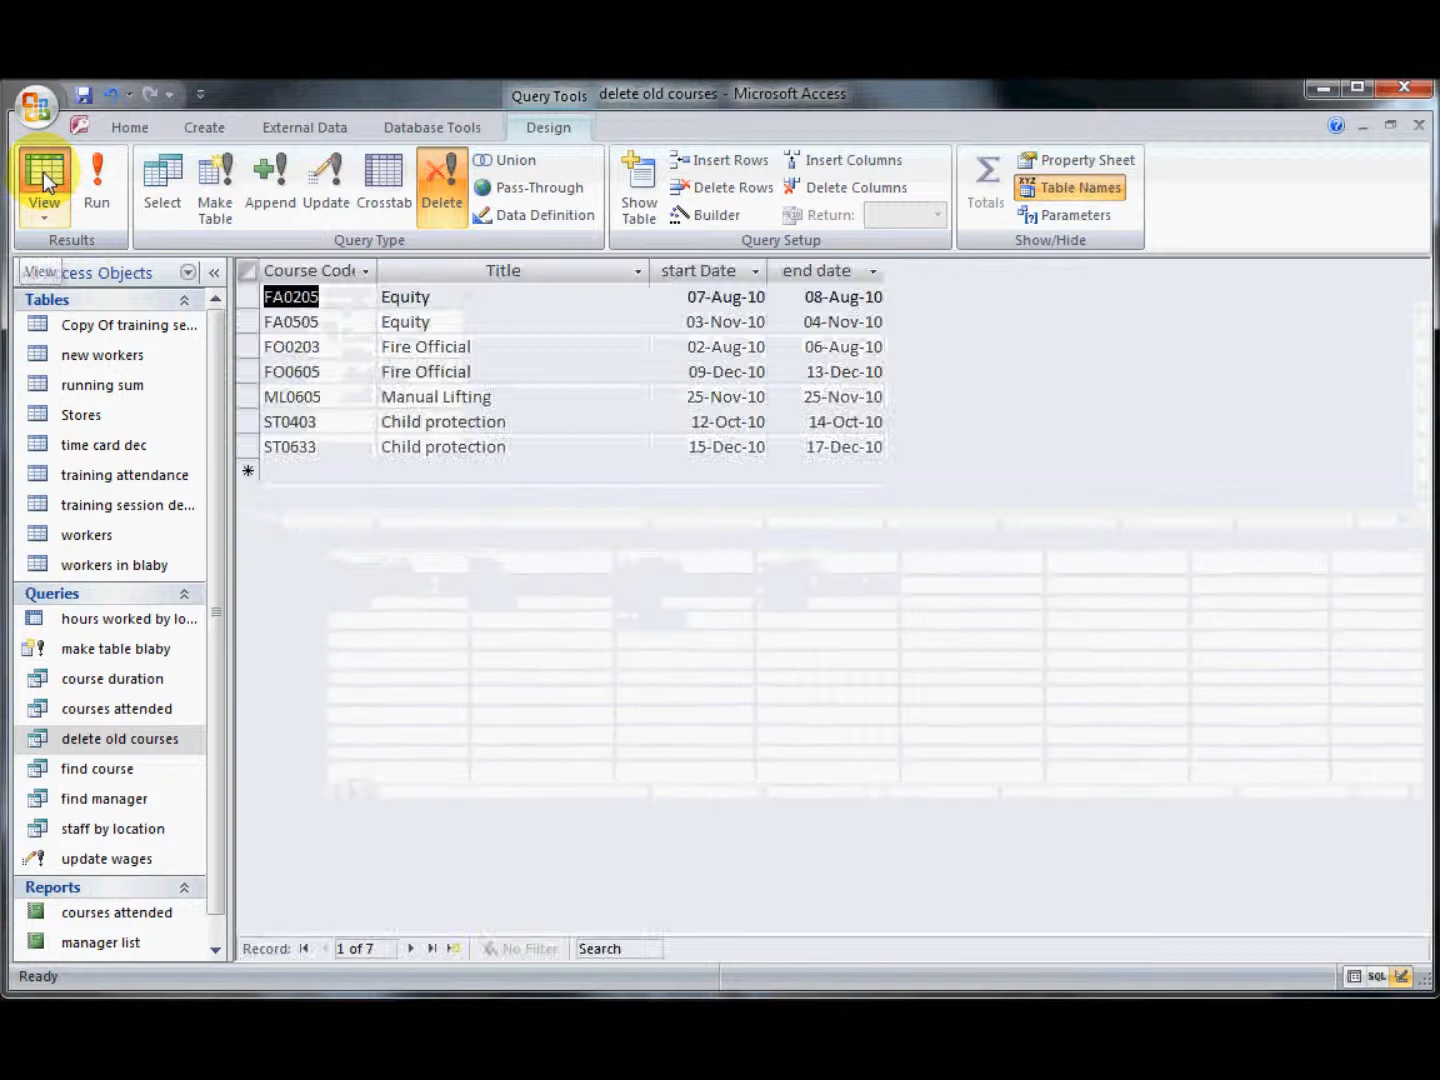 Query Tools delete old courses - Microsoft Access
Home Create External Data Database Tools Design
View Run Select Make Table Append Update Crosstab Delete Union Pass-Through Data Definition Show Table Insert Rows Delete Rows Builder Insert Columns Delete Columns Return: Totals Property Sheet Table Names Parameters
Results Query Type Query Setup Show/Hide
View cess Objects
Tables
Copy Of training se...
new workers
running sum
Stores
time card dec
training attendance
training session de...
workers
workers in blaby
Queries
hours worked by lo...
make table blaby
course duration
courses attended
delete old courses
find course
find manager
staff by location
update wages
Reports
courses attended
manager list
Course Code Title start Date end date
FA0205 Equity 07-Aug-10 08-Aug-10
FA0505 Equity 03-Nov-10 04-Nov-10
FO0203 Fire Official 02-Aug-10 06-Aug-10
FO0605 Fire Official 09-Dec-10 13-Dec-10
ML0605 Manual Lifting 25-Nov-10 25-Nov-10
ST0403 Child protection 12-Oct-10 14-Oct-10
ST0633 Child protection 15-Dec-10 17-Dec-10
Record: 1 of 7 No Filter Search
Ready SQL